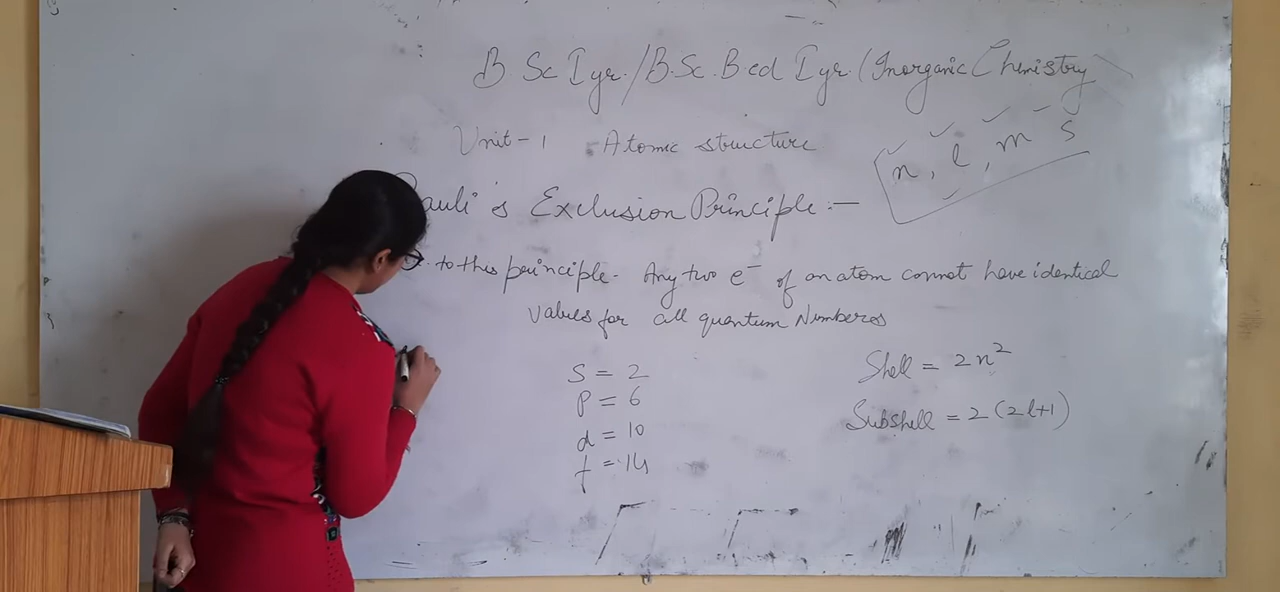 B Sc I yr. / B.Sc. B ed I yr. (Inorganic Chemistry
Unit-1 Atomic structure
n, l, m s
auli's Exclusion Principle :-
to this principle - Any two e⁻ of an atom cannot have identical
values for all quantum Numbers
S = 2
P = 6
d = 10
f = 14
Shell = 2n²
Subshell = 2(2l+1)